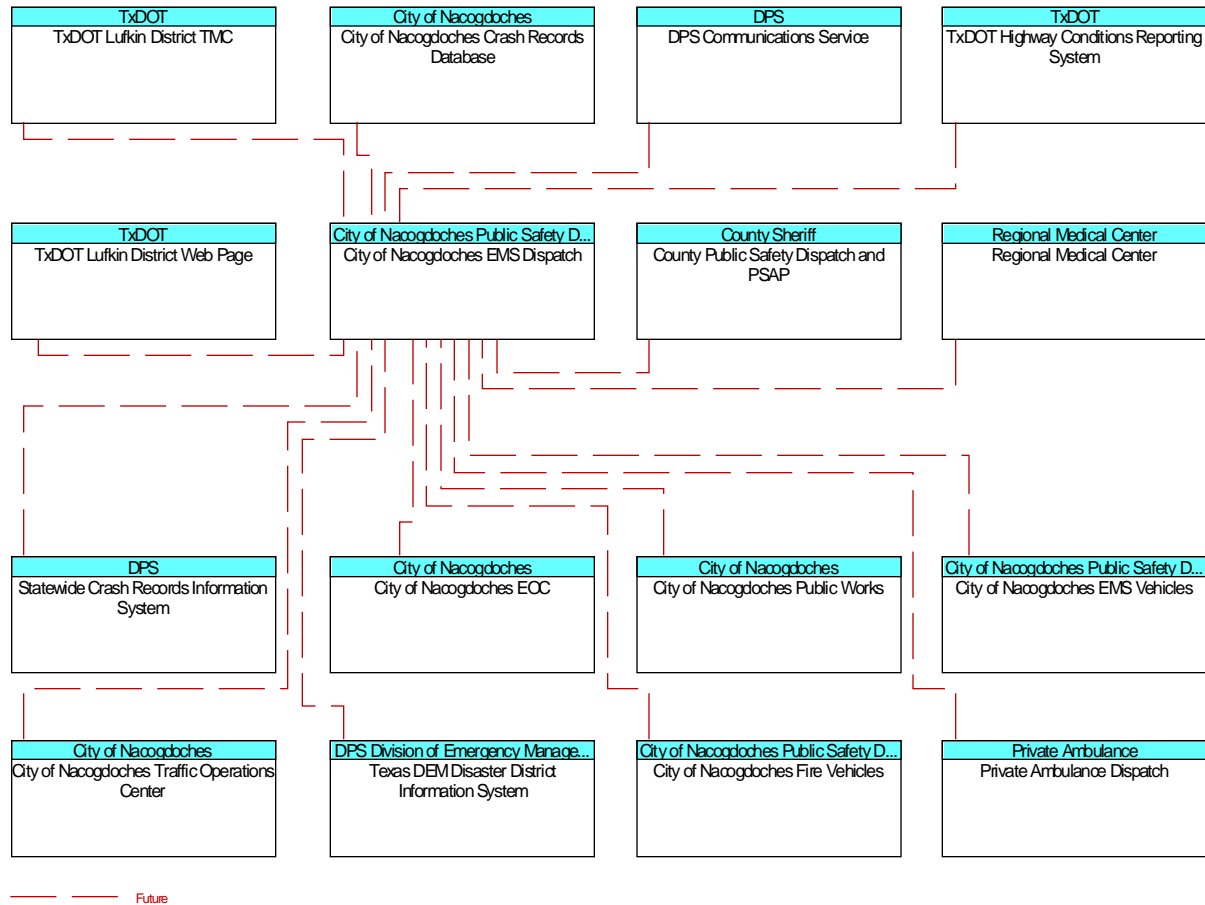 TxDOT
TxDOT Lufkin District TMC
City of Nacogdoches
City of Nacogdoches Crash Records
Database
DPS
DPS Communications Service
TxDOT
TxDOT Highway Conditions Reporting
System
TxDOT
TxDOT Lufkin District Web Page
City of Nacogdoches Public Safety D...
City of Nacogdoches EMS Dispatch
County Sheriff
County Public Safety Dispatch and
PSAP
Regional Medical Center
Regional Medical Center
DPS
Statewide Crash Records Information
System
City of Nacogdoches
City of Nacogdoches EOC
City of Nacogdoches
City of Nacogdoches Public Works
City of Nacogdoches Public Safety D...
City of Nacogdoches EMS Vehicles
City of Nacogdoches
City of Nacogdoches Traffic Operations
Center
DPS Division of Emergency Manage...
Texas DEM Disaster District
Information System
City of Nacogdoches Public Safety D...
City of Nacogdoches Fire Vehicles
Private Ambulance
Private Ambulance Dispatch
Future